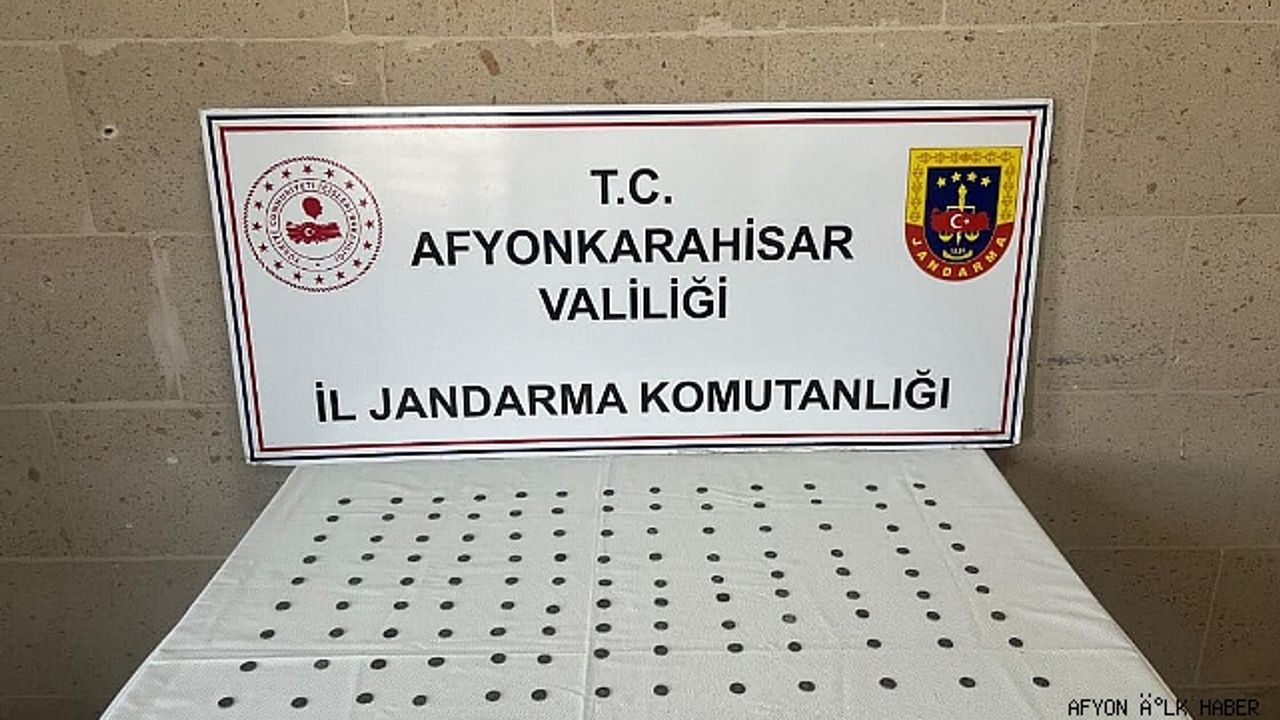 T.C.
AFYONKARAHİSAR
VALİLİĞİ
İL JANDARMA KOMUTANLIĞI
JANDARMA
AFYON Ä°LK HABER